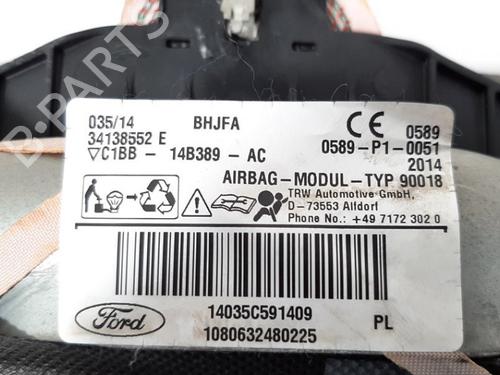 035/14 BHJFA
34138552 E
CE 0589
0589-P1-0051
▽C1BB - 14B389 - AC
2014
AIRBAG-MODUL-TYP 90018
TRW Automotive GmbH,
D-73553 Alfdorf
Phone No.: +49 7172 302 0
Ford
14035C591409
1080632480225
PL
B-PARTS